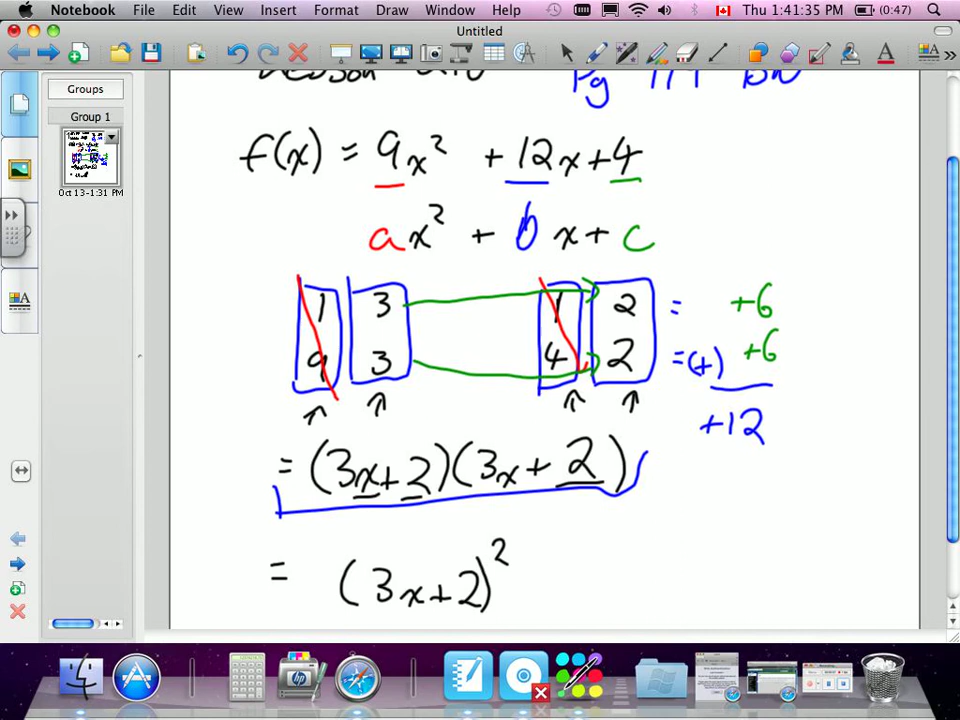 Notebook File Edit View Insert Format Draw Window Help Thu 1:41:35 PM (0:47)
Untitled
Groups
Group 1
Oct 13-1:31 PM
Pg
f(x) = 9x² + 12x + 4
ax² + bx + c
1 3 1 2 = +6
9 3 4 2 = (+) +6
+12
= (3x+2)(3x+2)
= (3x+2)²